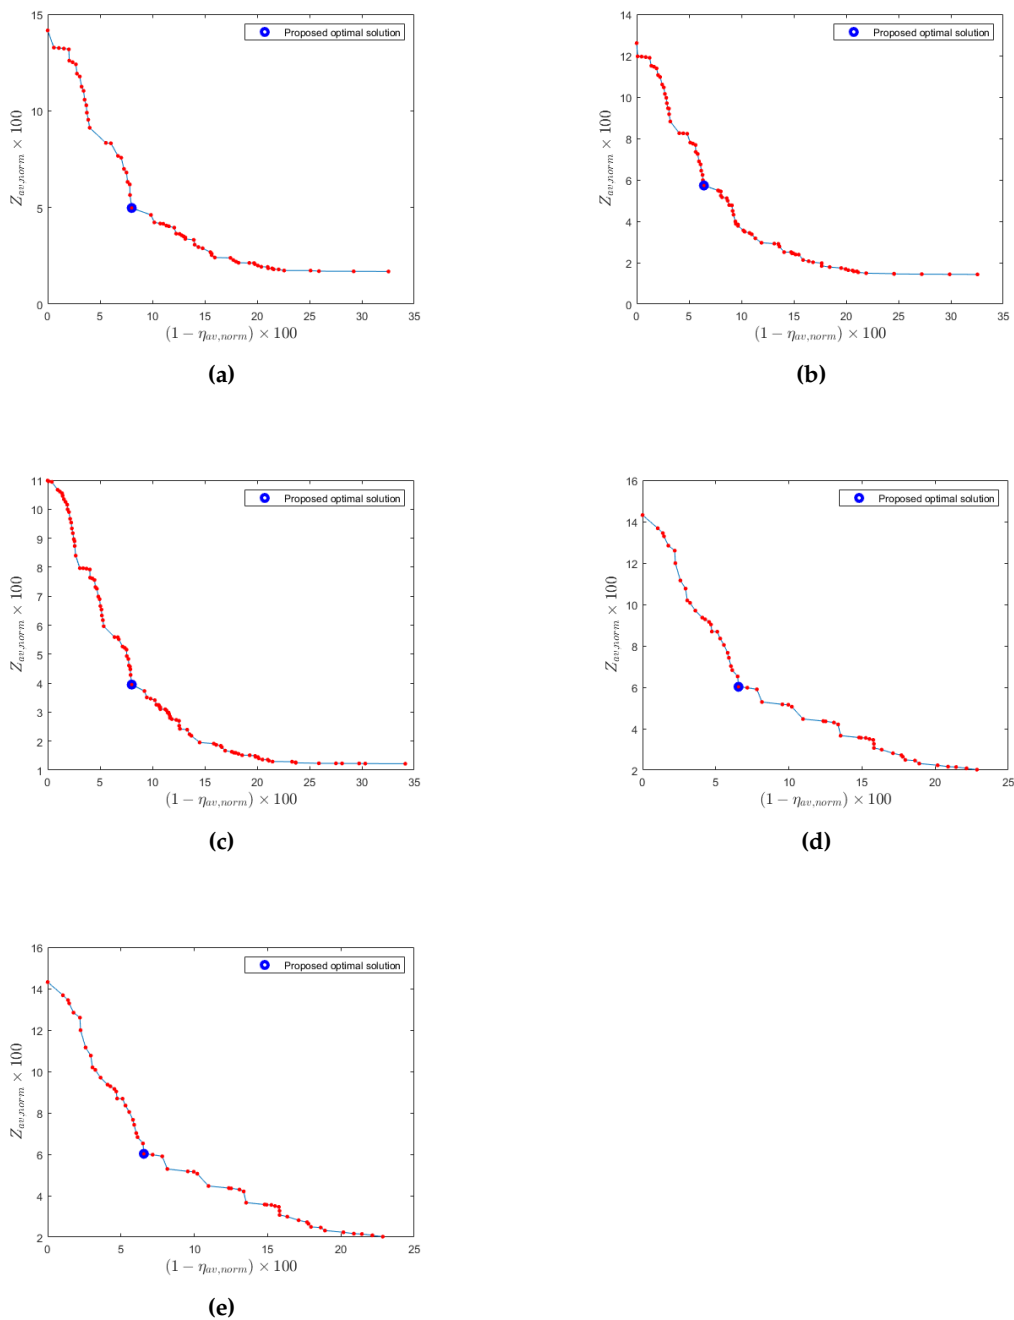 15
10
5
0
0 5 10 15 20 25 30 35
Z_{av,norm} × 100
(1 − η_{av,norm}) × 100
Proposed optimal solution
(a)
14
12
10
8
6
4
2
0
0 5 10 15 20 25 30 35
Z_{av,norm} × 100
(1 − η_{av,norm}) × 100
Proposed optimal solution
(b)
11
10
9
8
7
6
5
4
3
2
1
0 5 10 15 20 25 30 35
Z_{av,norm} × 100
(1 − η_{av,norm}) × 100
Proposed optimal solution
(c)
16
14
12
10
8
6
4
2
0 5 10 15 20 25
Z_{av,norm} × 100
(1 − η_{av,norm}) × 100
Proposed optimal solution
(d)
16
14
12
10
8
6
4
2
0 5 10 15 20 25
Z_{av,norm} × 100
(1 − η_{av,norm}) × 100
Proposed optimal solution
(e)